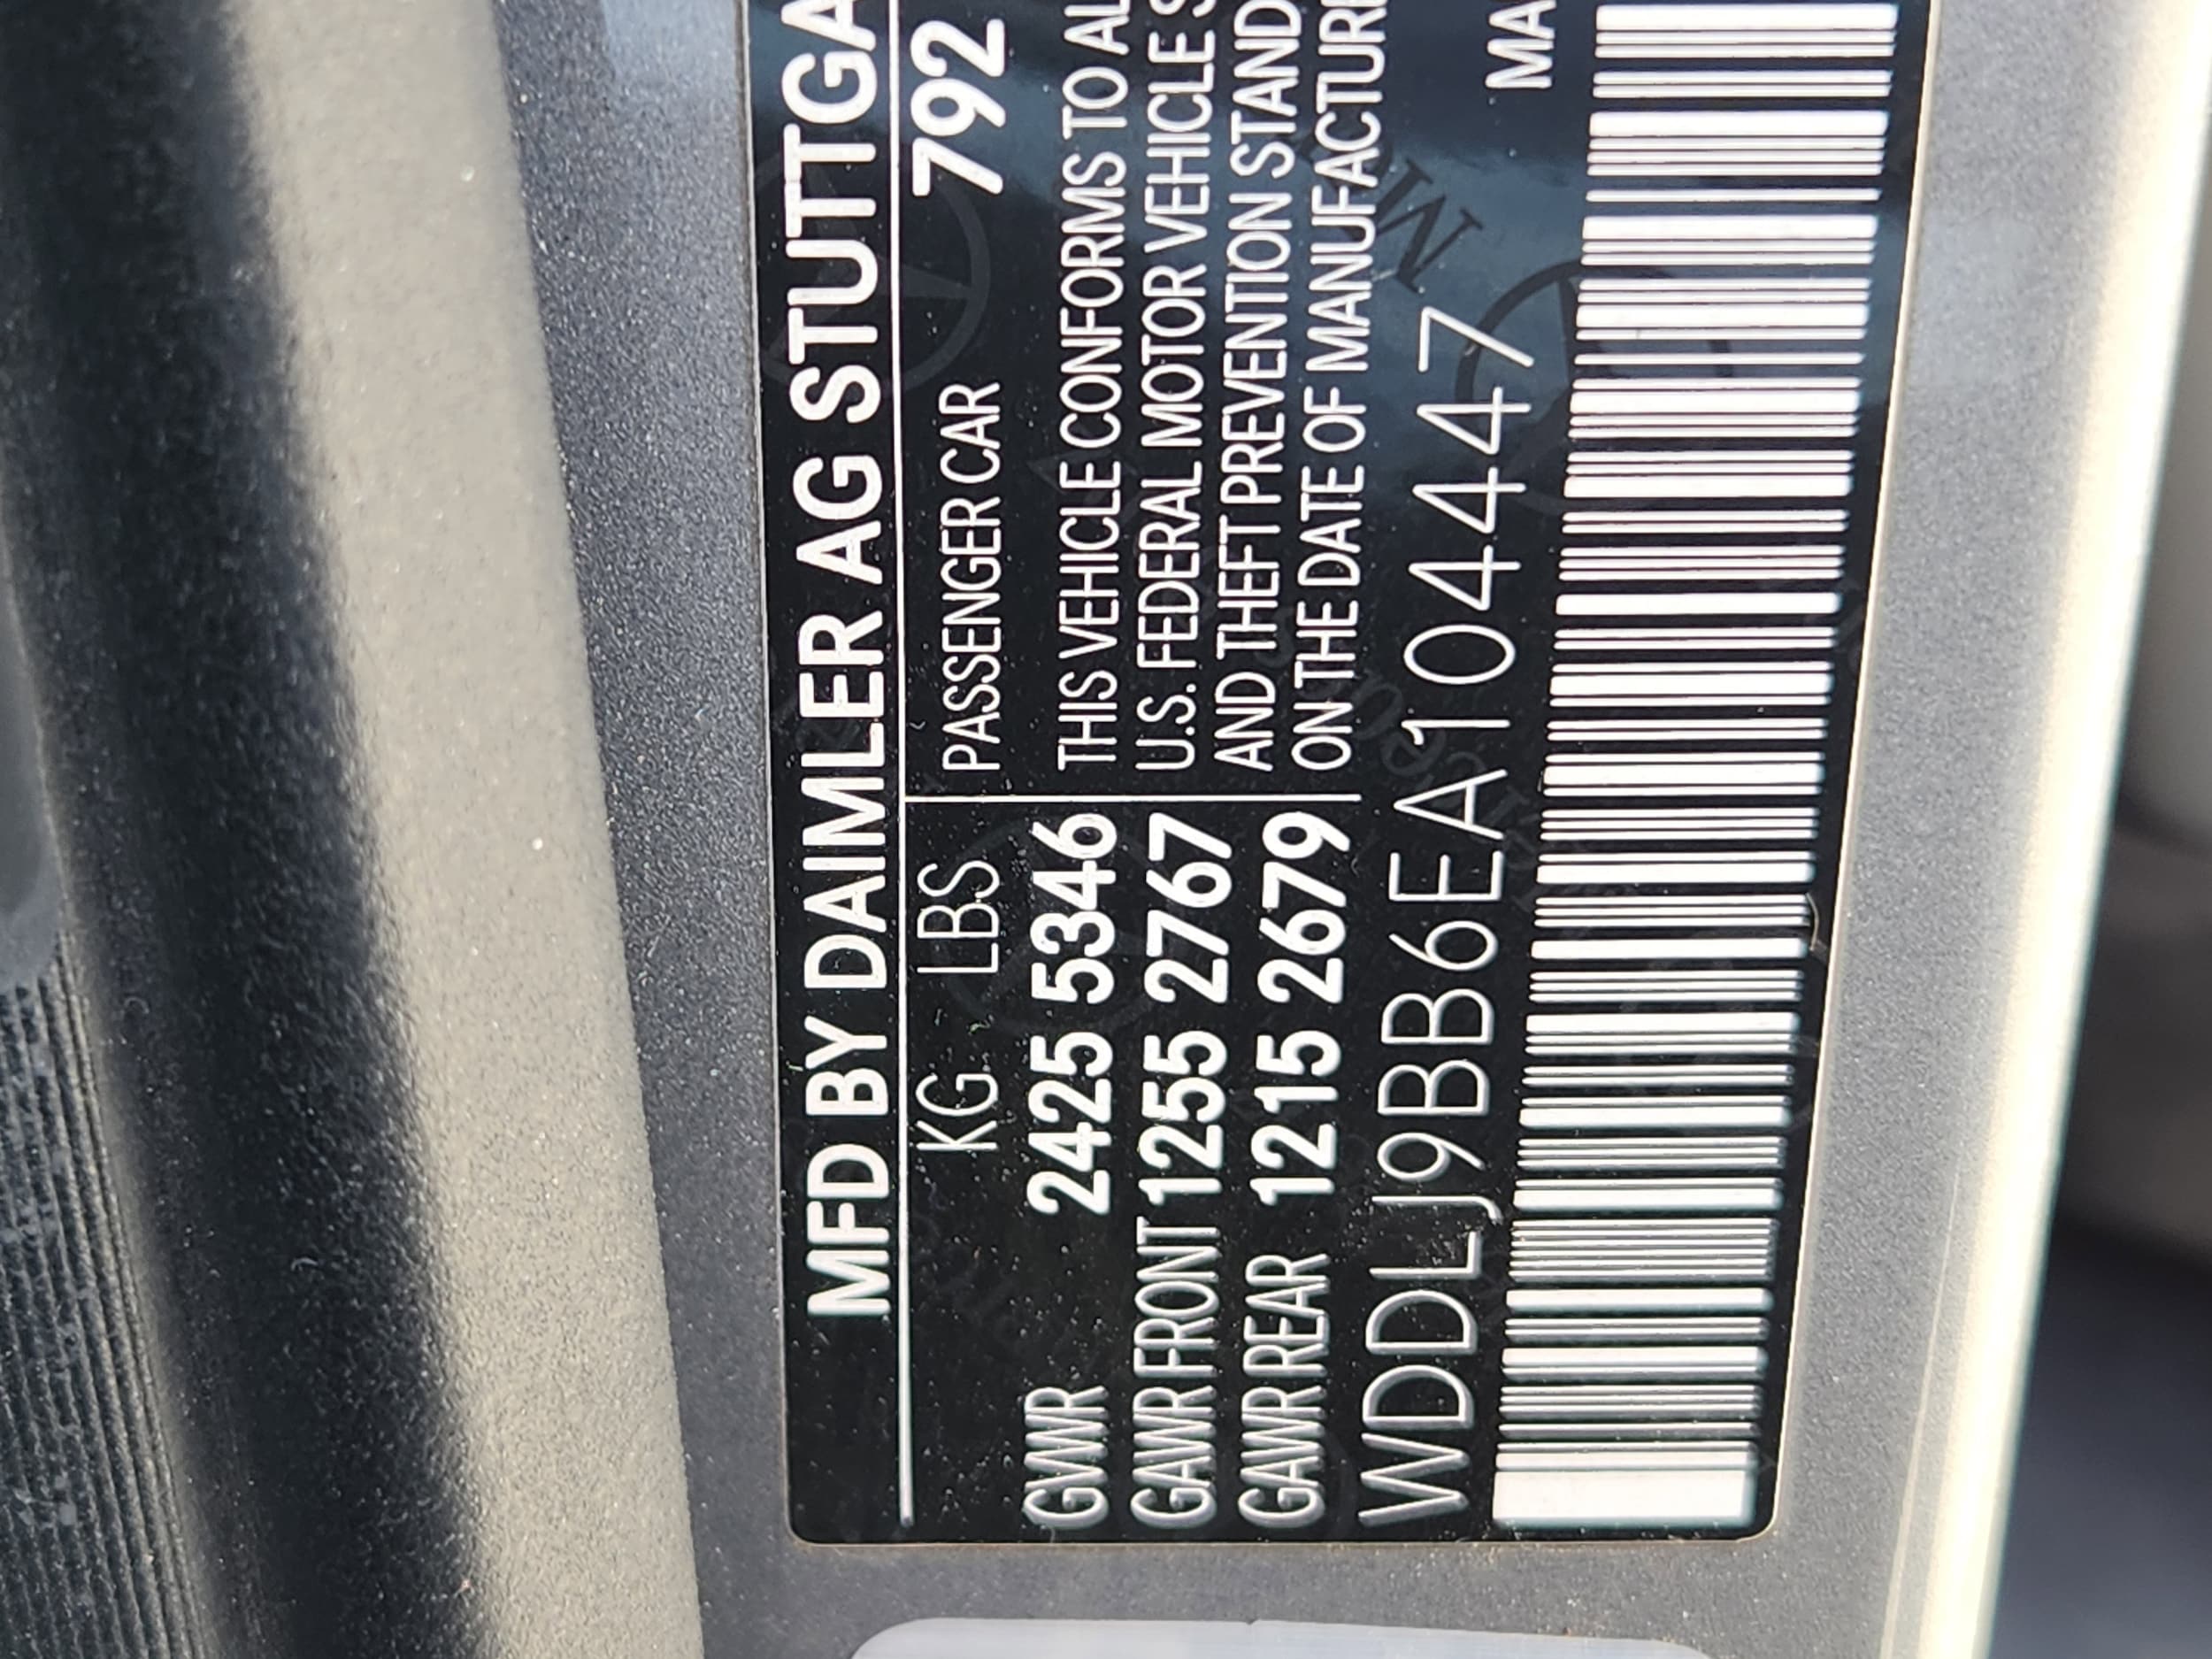 MFD BY DAIMLER AG STUTTGA
KG LBS PASSENGER CAR 792
GVWR 2425 5346 THIS VEHICLE CONFORMS TO AL
GAWR FRONT 1255 2767 U.S. FEDERAL MOTOR VEHICLE S
GAWR REAR 1215 2679 AND THEFT PREVENTION STAND
ON THE DATE OF MANUFACTURE
WDDLJ9BB6EA104447 MA